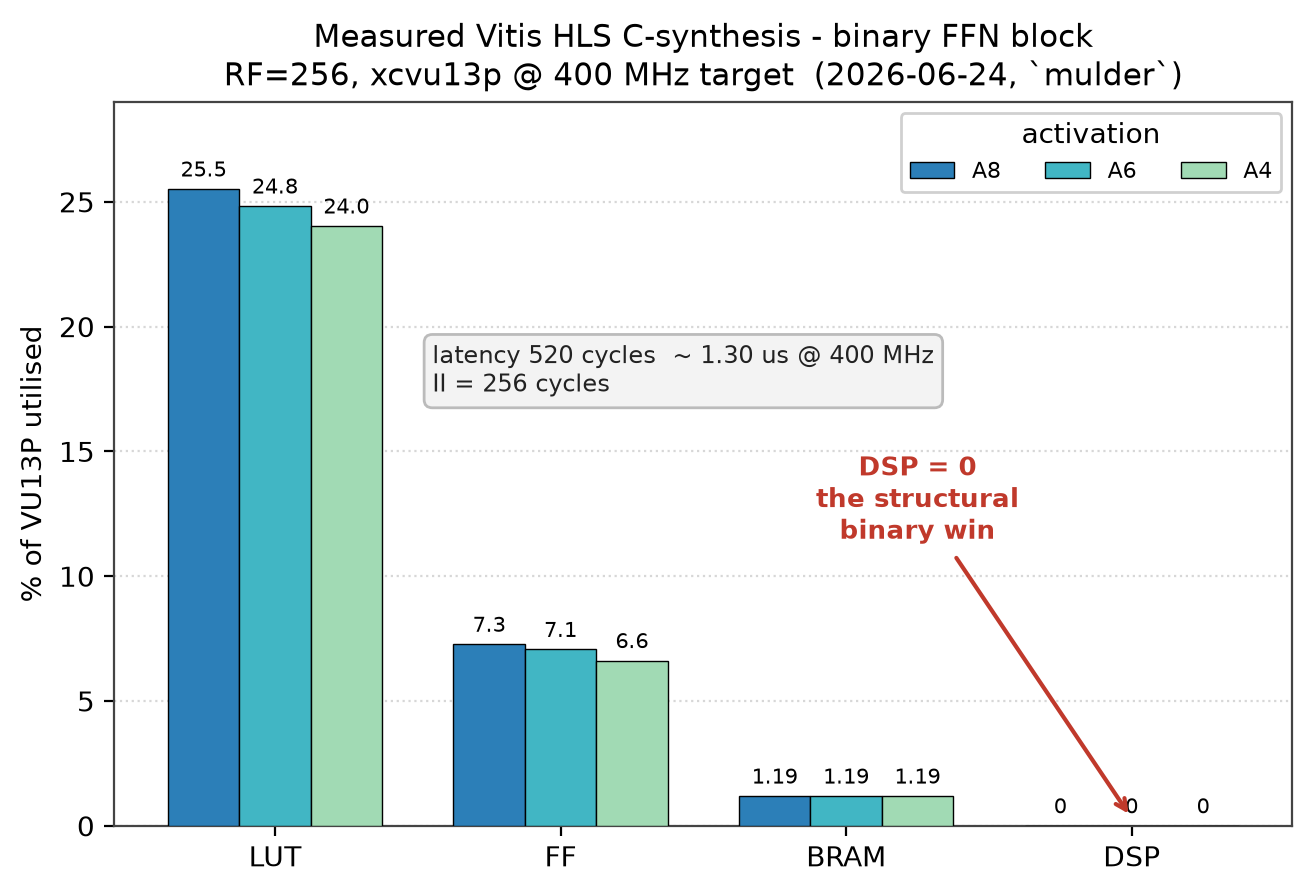 Measured Vitis HLS C-synthesis - binary FFN block
RF=256, xcvu13p @ 400 MHz target  (2026-06-24, `mulder`)
activation
A8
A6
A4
% of VU13P utilised
25
20
15
10
5
0
25.5
24.8
24.0
latency 520 cycles  ~ 1.30 us @ 400 MHz
II = 256 cycles
DSP = 0
the structural
binary win
7.3
7.1
6.6
1.19
1.19
1.19
0
0
0
LUT
FF
BRAM
DSP